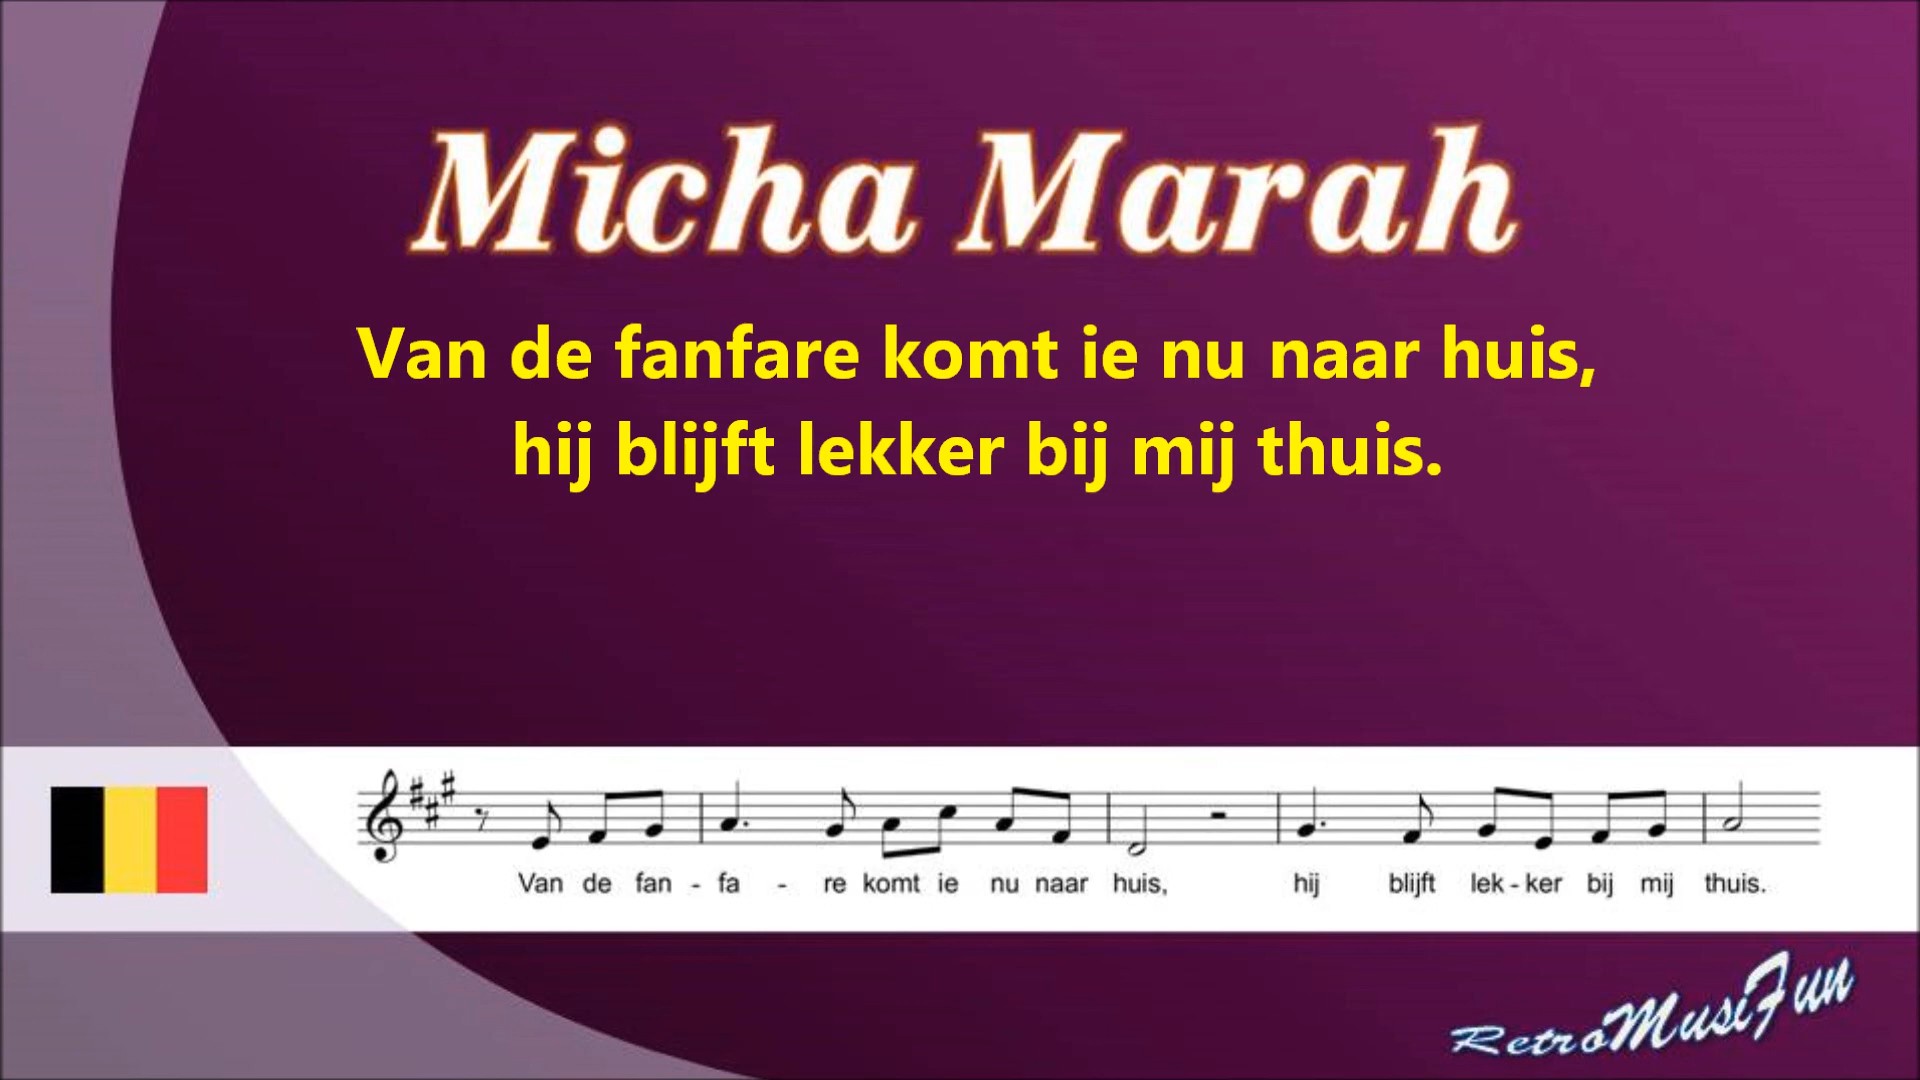 Micha Marah
Van de fanfare komt ie nu naar huis,
hij blijft lekker bij mij thuis.
Van de fan - fa - re komt ie nu naar huis, hij blijft lek - ker bij mij thuis.
RetroMusiFun